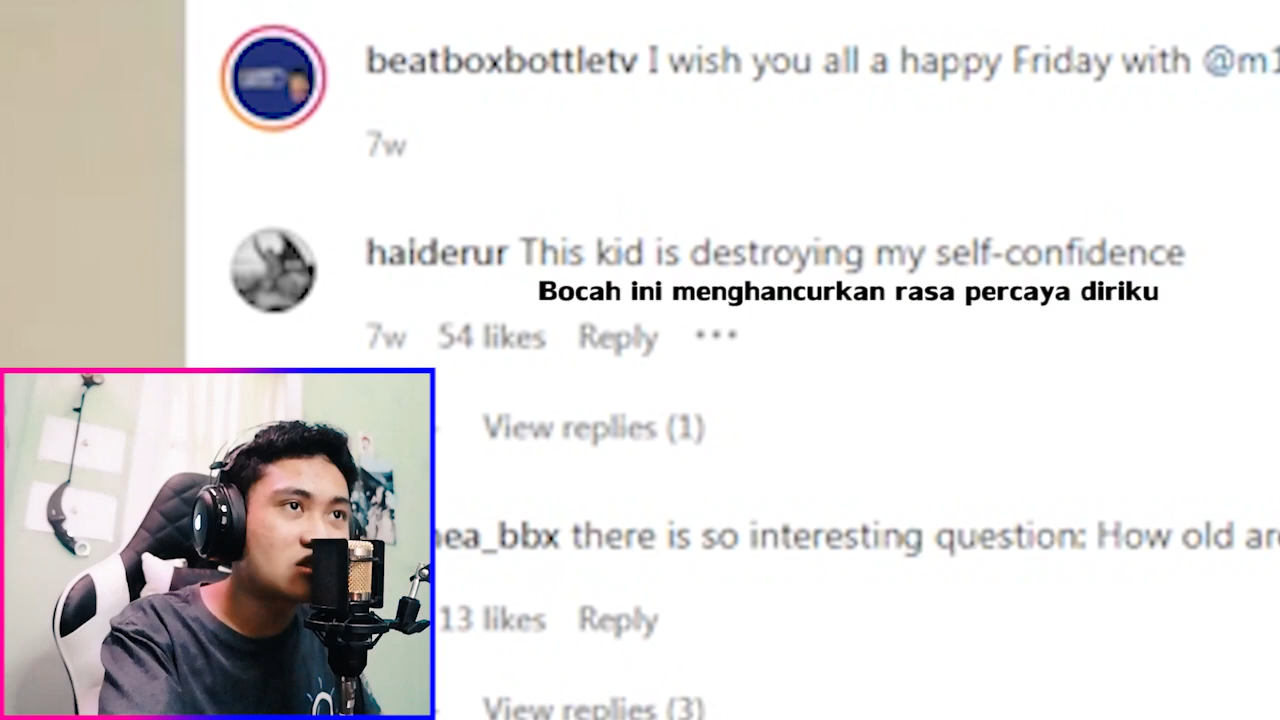 beatboxbottletv I wish you all a happy Friday with @m1
7w
haiderur This kid is destroying my self-confidence
Bocah ini menghancurkan rasa percaya diriku
7w 54 likes Reply •••
View replies (1)
nea_bbx there is so interesting question: How old are
13 likes Reply
View replies (3)